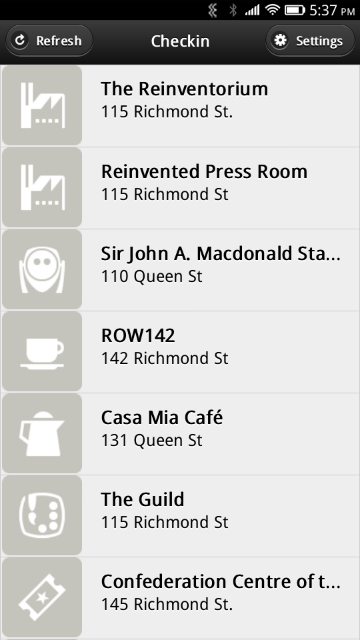 5:37 PM
Refresh
Checkin
Settings
The Reinventorium
115 Richmond St.
Reinvented Press Room
115 Richmond St
Sir John A. Macdonald Sta...
110 Queen St
ROW142
142 Richmond St
Casa Mia Café
131 Queen St
The Guild
115 Richmond St
Confederation Centre of t...
145 Richmond St.